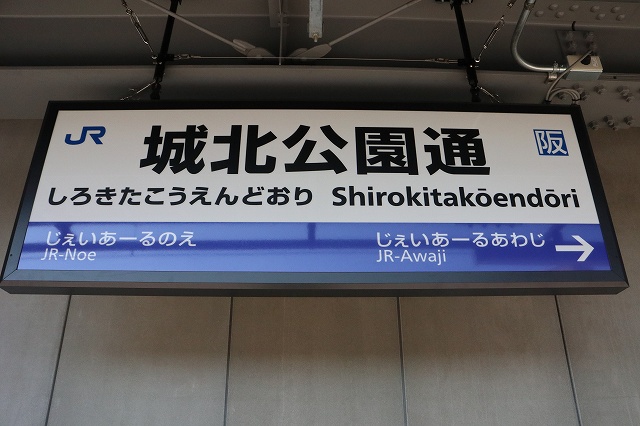 JR 城北公園通 阪
しろきたこうえんどおり Shirokitakōendōri
じぇいあーるのえ じぇいあーるあわじ →
JR-Noe JR-Awaji